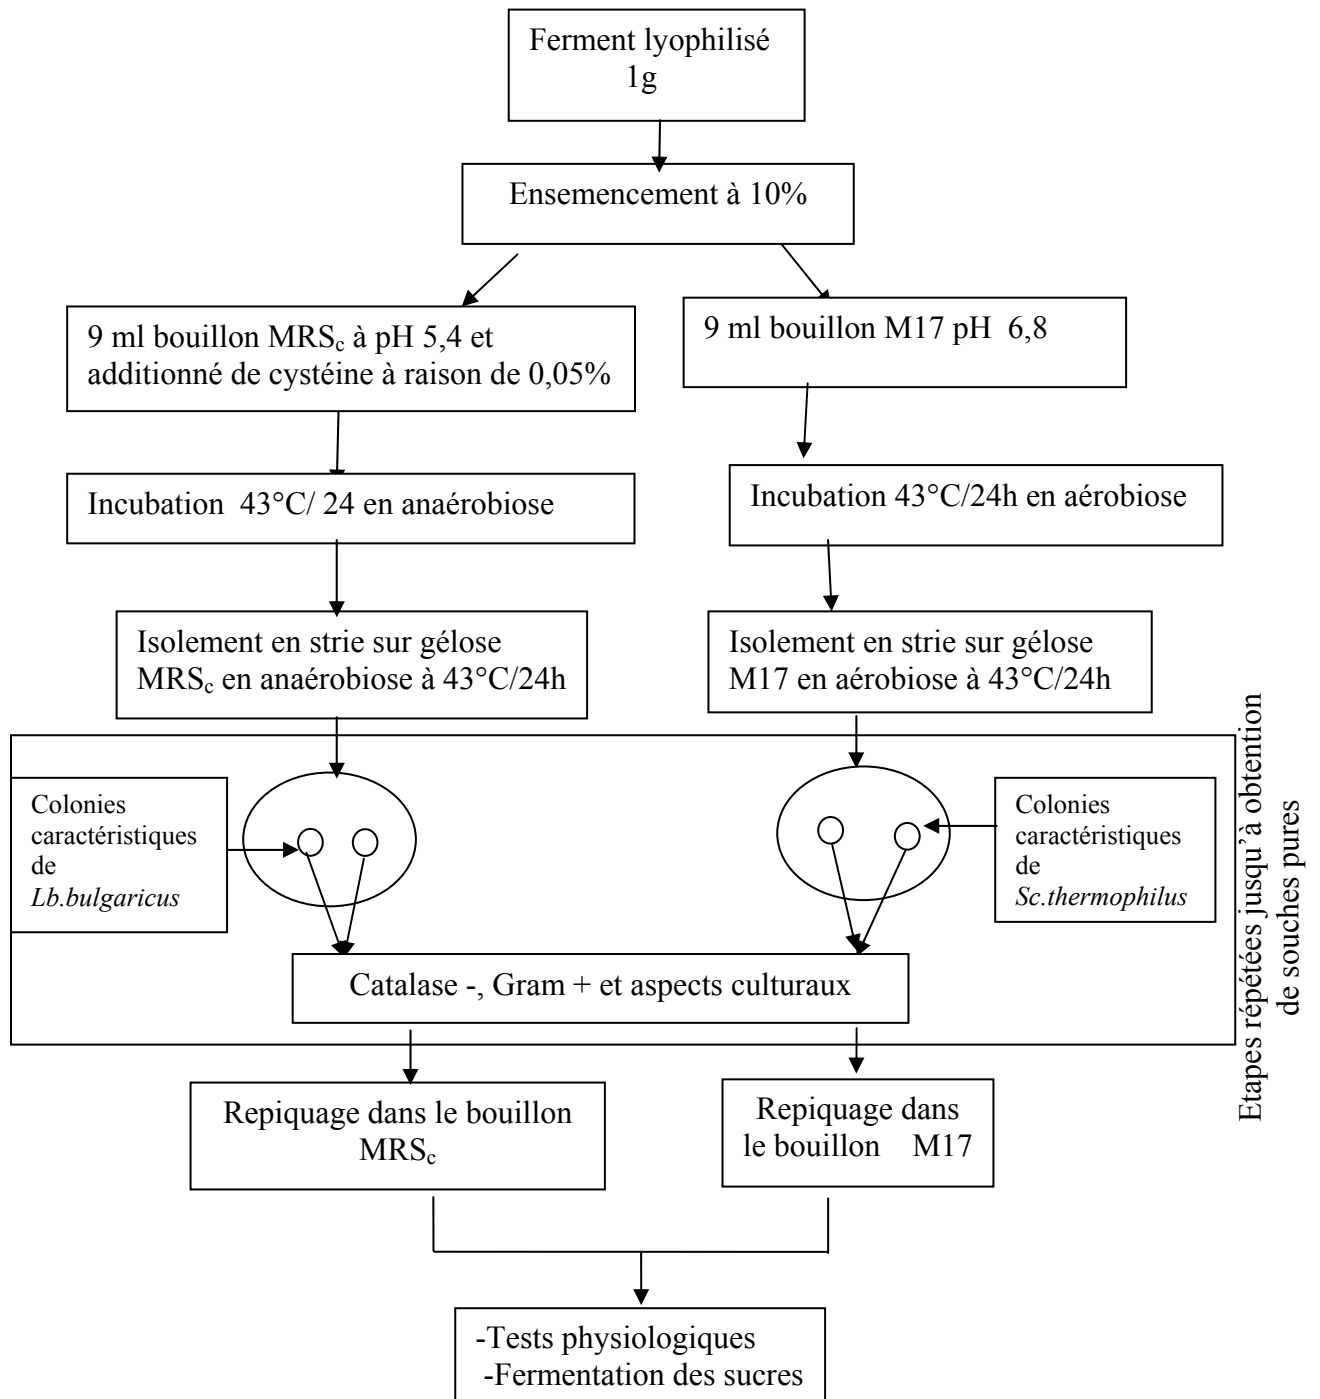 Ferment lyophilisé
1g
Ensemencement à 10%
9 ml bouillon MRSc à pH 5,4 et
additionné de cystéine à raison de 0,05%
9 ml bouillon M17 pH 6,8
Incubation 43°C/ 24 en anaérobiose
Incubation 43°C/24h en aérobiose
Isolement en strie sur gélose
MRSc en anaérobiose à 43°C/24h
Isolement en strie sur gélose
M17 en aérobiose à 43°C/24h
Colonies
caractéristiques
de
Lb.bulgaricus
Colonies
caractéristiques
de
Sc.thermophilus
Etapes répétées jusqu'à obtention
de souches pures
Catalase -, Gram + et aspects culturaux
Repiquage dans le bouillon
MRSc
Repiquage dans
le bouillon M17
-Tests physiologiques
-Fermentation des sucres